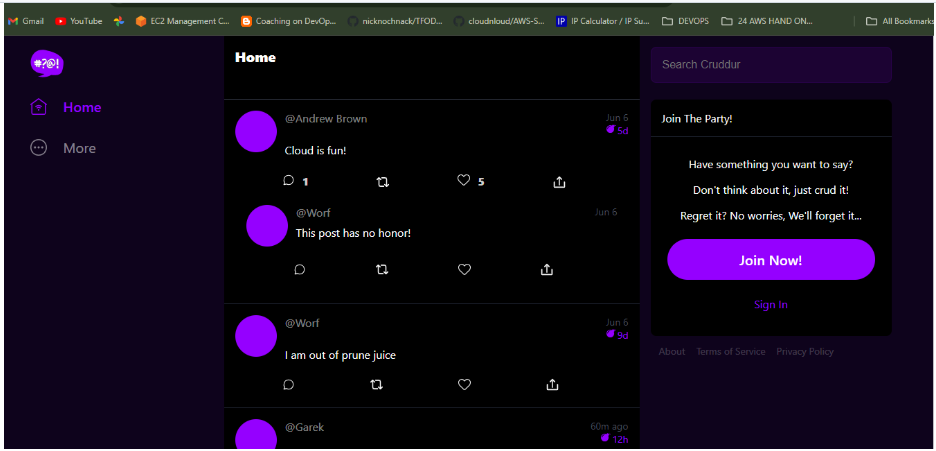 Gmail YouTube EC2 Management C... Coaching on DevOp... nicknochnack/TFOD... cloudnloud/AWS-S... IP IP Calculator / IP Su... DEVOPS 24 AWS HAND ON... All Bookmarks
#?@!
Home
More
Home
@Andrew Brown Jun 6
5d
Cloud is fun!
1 5
@Worf Jun 6
This post has no honor!
@Worf Jun 6
9d
I am out of prune juice
@Garek 60m ago
12h
Search Cruddur
Join The Party!
Have something you want to say?
Don't think about it, just crud it!
Regret it? No worries, We'll forget it...
Join Now!
Sign In
About Terms of Service Privacy Policy